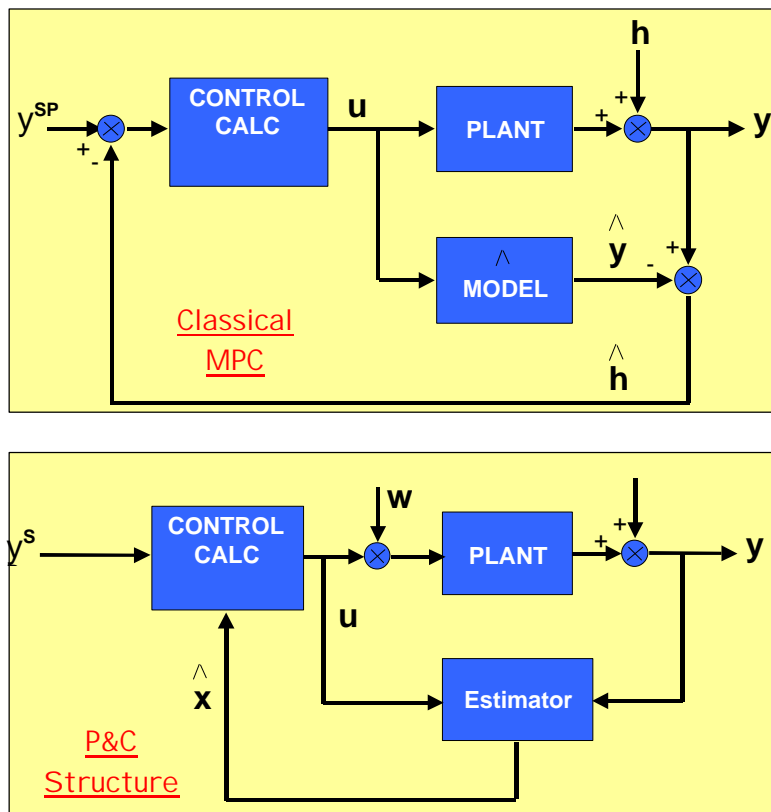 h
y^SP
CONTROL
CALC
u
PLANT
+
+
y
+
-
^
y
^
MODEL
-
+
Classical
MPC
^
h
y^s
CONTROL
CALC
w
PLANT
+
+
y
u
^
x
Estimator
P&C
Structure